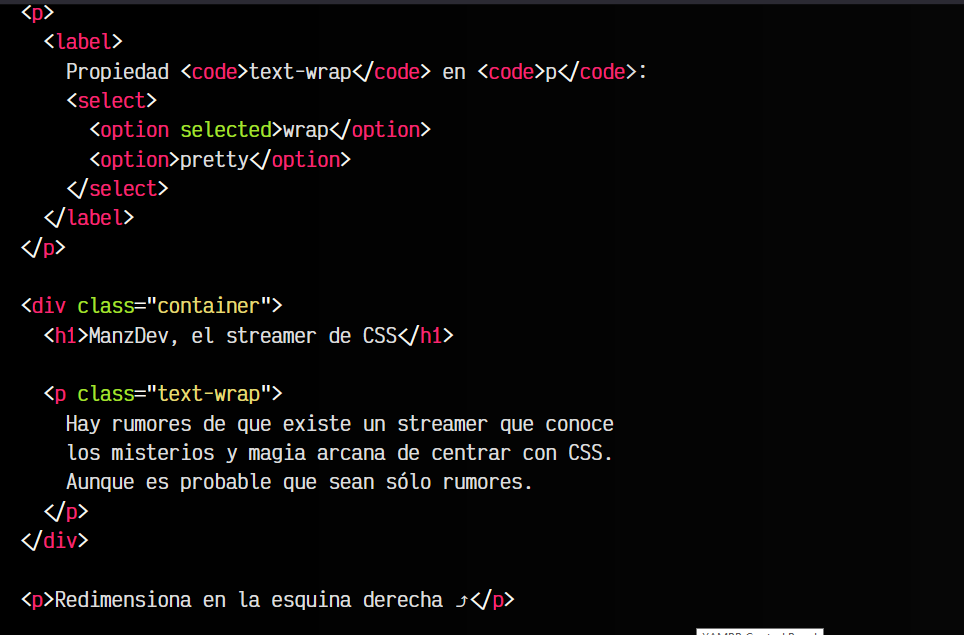 <p>
<label>
Propiedad <code>text-wrap</code> en <code>p</code>:
<select>
<option selected>wrap</option>
<option>pretty</option>
</select>
</label>
</p>
<div class="container">
<h1>ManzDev, el streamer de CSS</h1>
<p class="text-wrap">
Hay rumores de que existe un streamer que conoce
los misterios y magia arcana de centrar con CSS.
Aunque es probable que sean sólo rumores.
</p>
</div>
<p>Redimensiona en la esquina derecha ⤴</p>